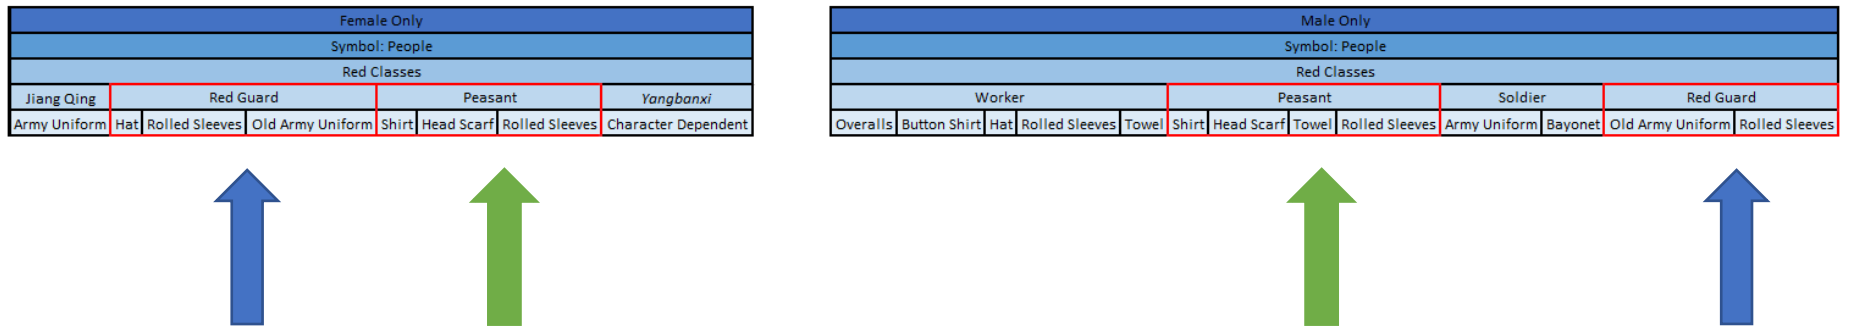 Female Only
Symbol: People
Red Classes
Jiang Qing Red Guard Peasant Yangbanxi
Army Uniform Hat Rolled Sleeves Old Army Uniform Shirt Head Scarf Rolled Sleeves Character Dependent
Male Only
Symbol: People
Red Classes
Worker Peasant Soldier Red Guard
Overalls Button Shirt Hat Rolled Sleeves Towel Shirt Head Scarf Towel Rolled Sleeves Army Uniform Bayonet Old Army Uniform Rolled Sleeves